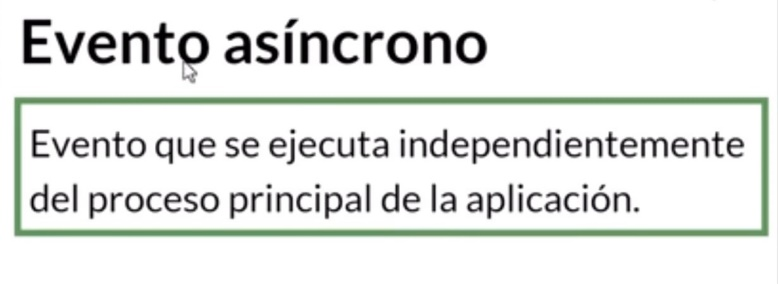 Evento asíncrono
Evento que se ejecuta independientemente
del proceso principal de la aplicación.